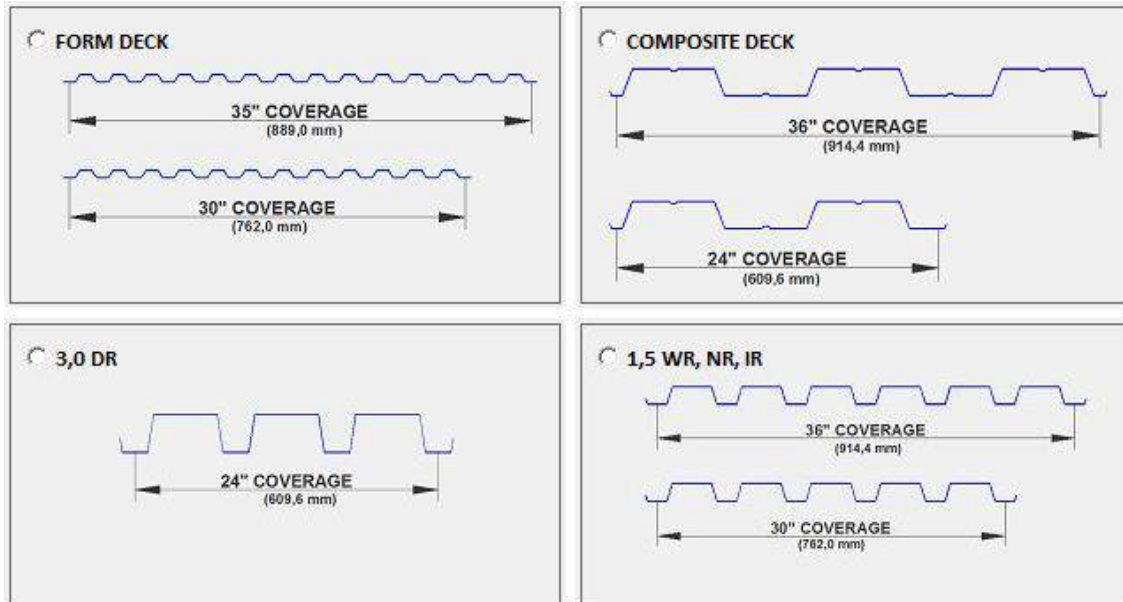 FORM DECK
35" COVERAGE
(889,0 mm)
30" COVERAGE
(762,0 mm)
COMPOSITE DECK
36" COVERAGE
(914,4 mm)
24" COVERAGE
(609,6 mm)
3,0 DR
24" COVERAGE
(609,6 mm)
1,5 WR, NR, IR
36" COVERAGE
(914,4 mm)
30" COVERAGE
(762,0 mm)